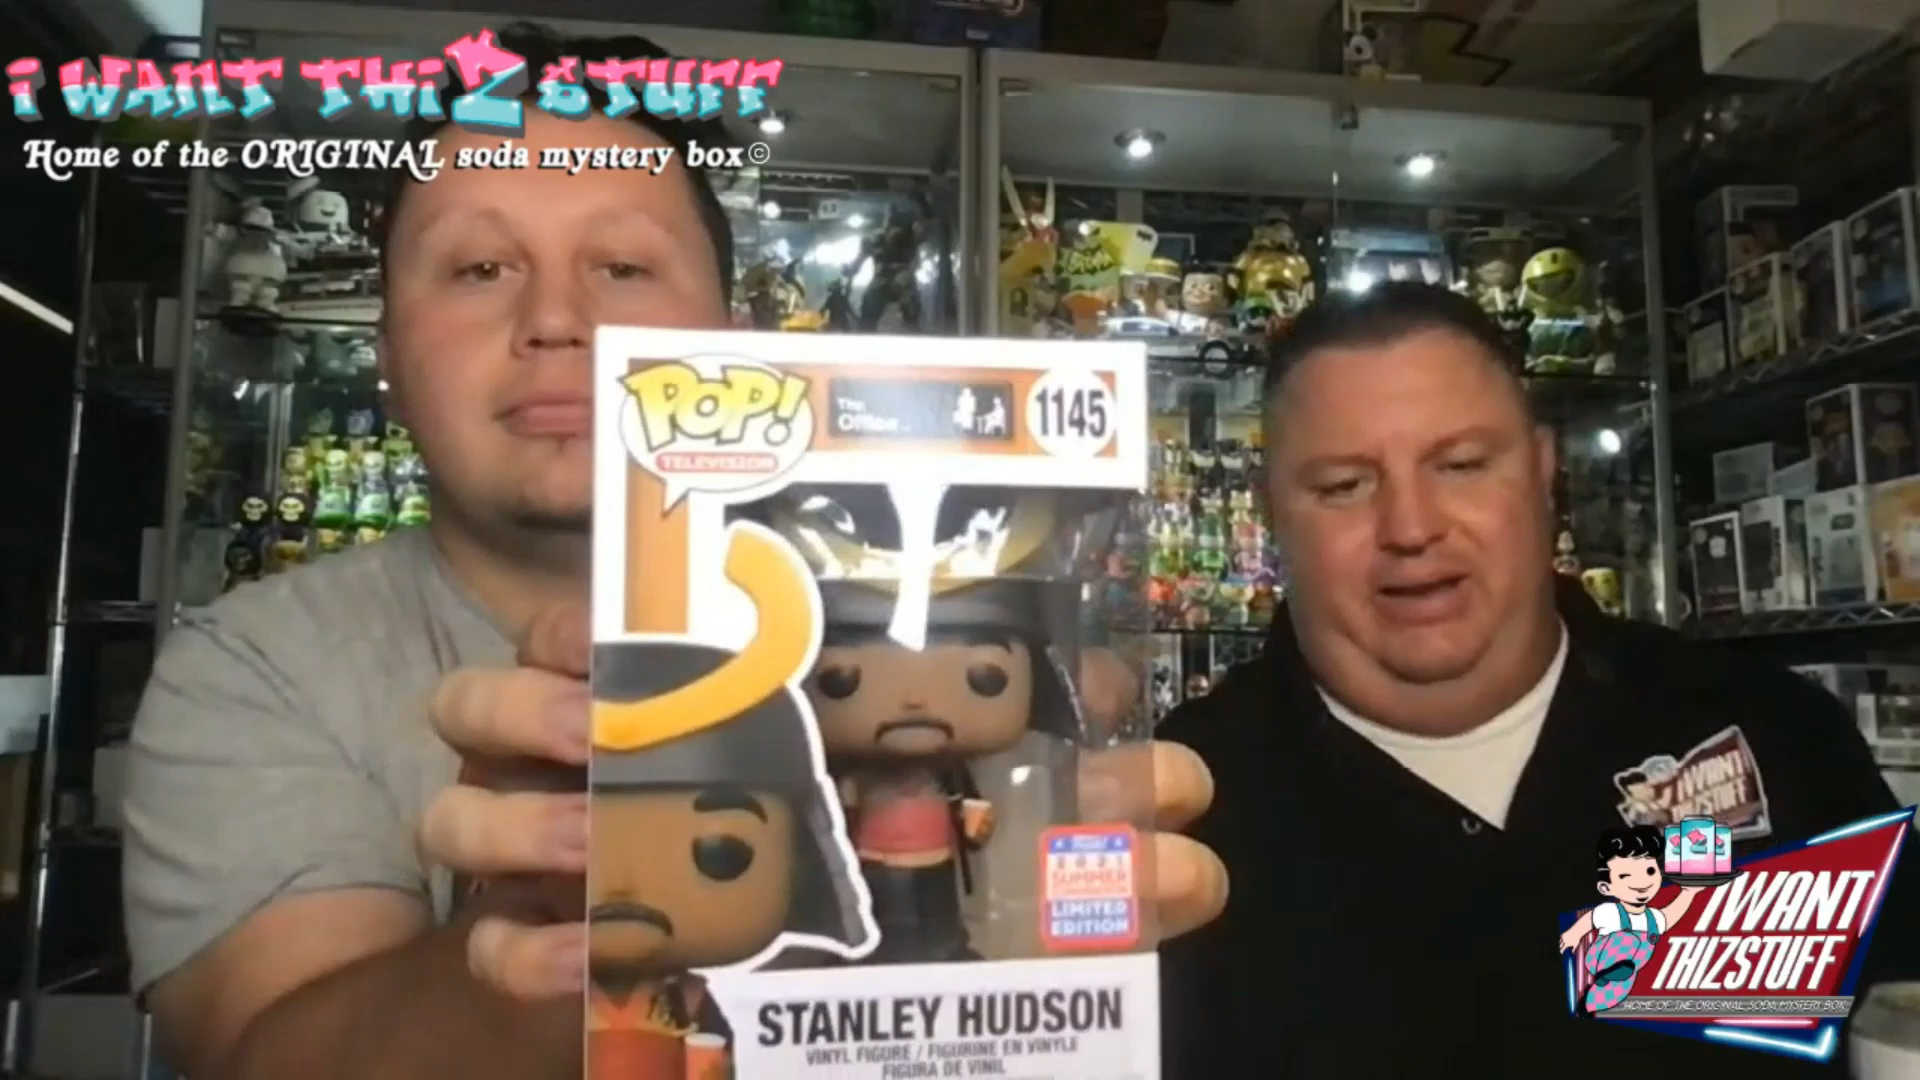 i WANT THiZ STUFF
Home of the ORIGINAL soda mystery box©
POP!
TELEVISION
The Office
1145
Funko
2021
SUMMER
CONVENTION
LIMITED
EDITION
STANLEY HUDSON
VINYL FIGURE / FIGURINE EN VINYLE
FIGURA DE VINIL
I WANT
THIZSTUFF
I WANT
THIZSTUFF
HOME OF THE ORIGINAL SODA MYSTERY BOX